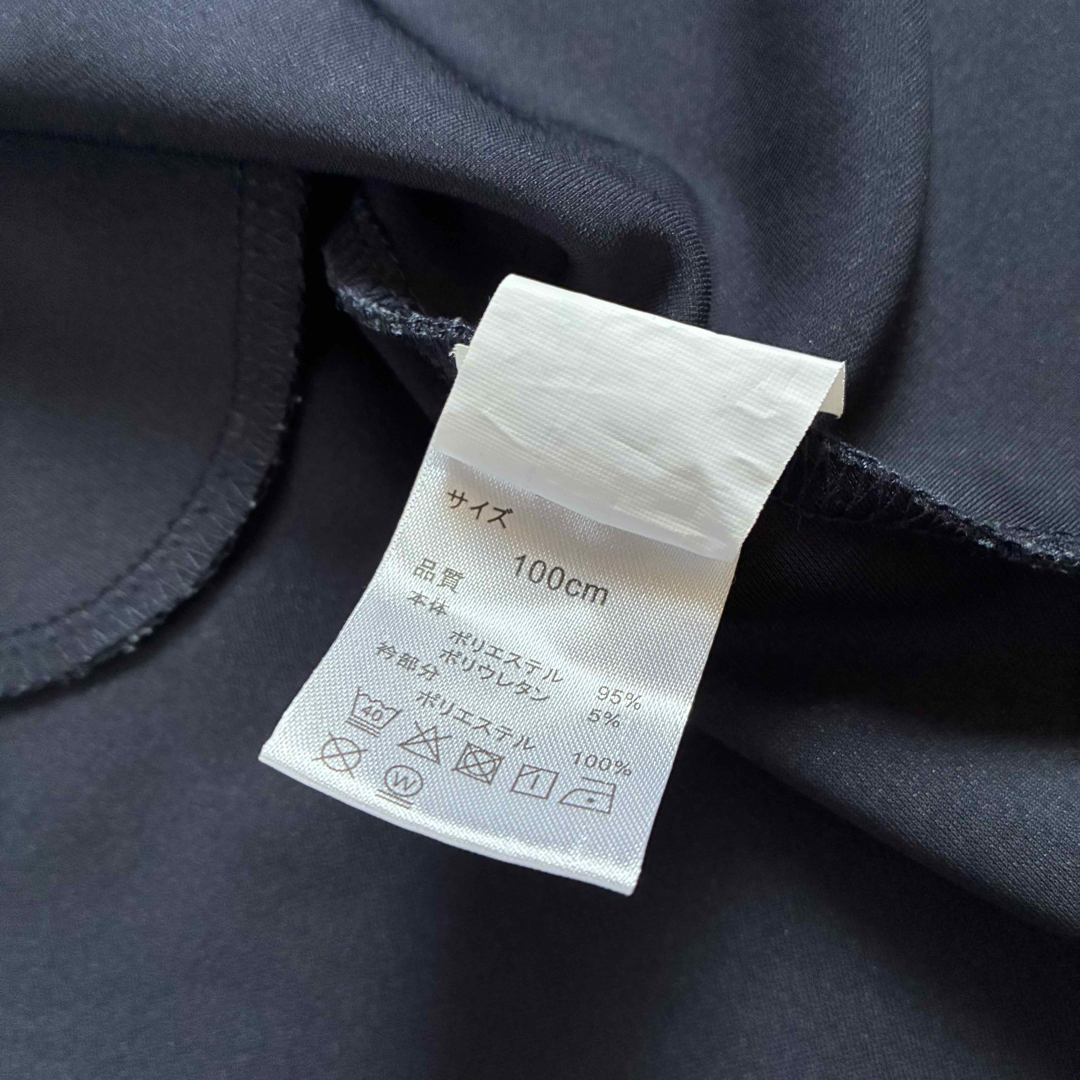 サイズ
100cm
品質
本体
ポリエステル 95%
ポリウレタン 5%
衿部分
ポリエステル 100%
40
W